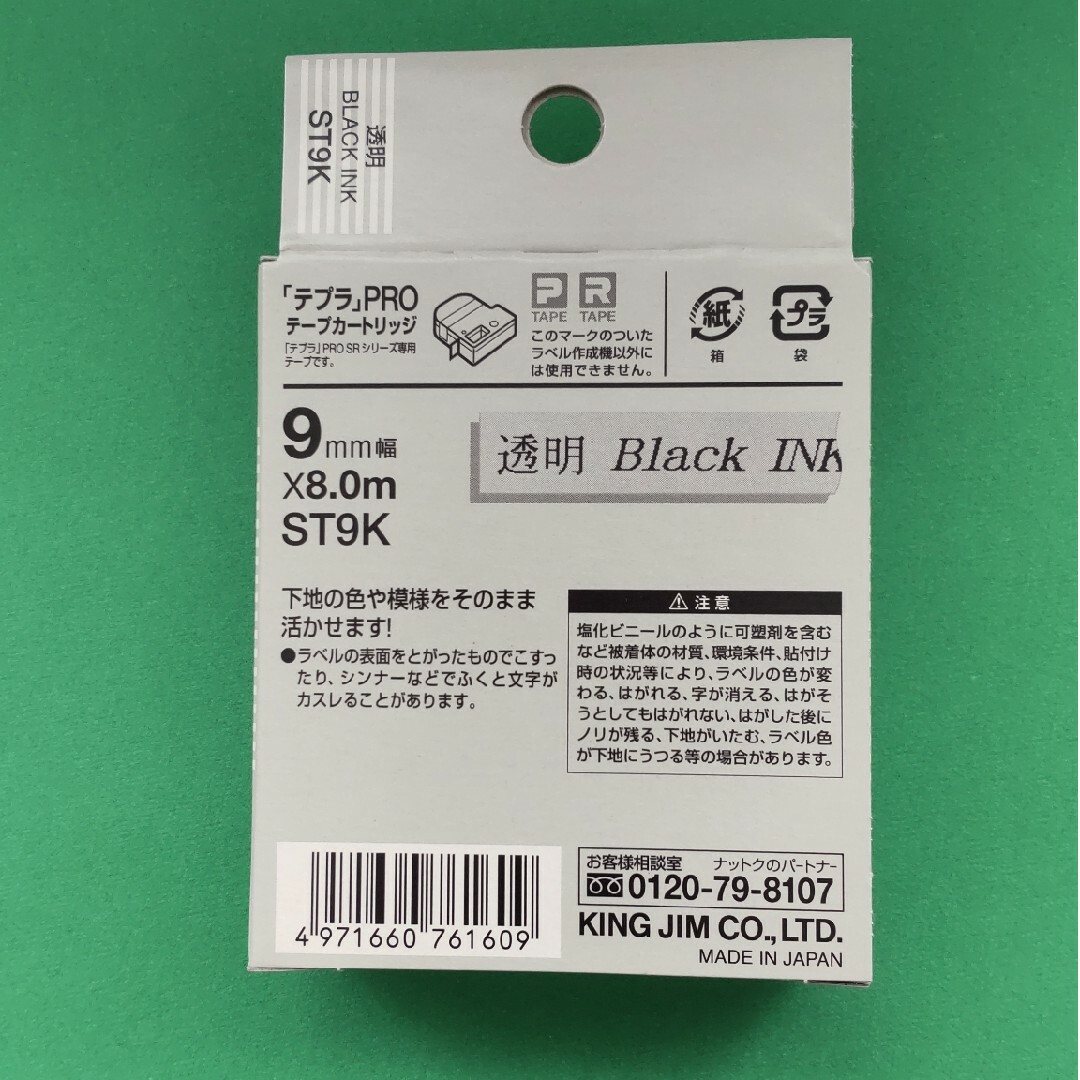 透明
BLACK INK
ST9K
「テプラ」PRO
テープカートリッジ
「テプラ」PRO SRシリーズ専用
テープです。
P R
TAPE TAPE
このマークのついた
ラベル作成機以外に
は使用できません。
紙
箱
プラ
袋
9mm幅
X8.0m
ST9K
透明 Black INK
下地の色や模様をそのまま
活かせます!
●ラベルの表面をとがったものでこすっ
たり、シンナーなどでふくと文字が
カスレることがあります。
⚠注意
塩化ビニールのように可塑剤を含む
など被着体の材質、環境条件、貼付け
時の状況等により、ラベルの色が変
わる、はがれる、字が消える、はがそ
うとしてもはがれない、はがした後に
ノリが残る、下地がいたむ、ラベル色
が下地にうつる等の場合があります。
4 971660 761609
お客様相談室 ナットクのパートナー
0120-79-8107
KING JIM CO.,LTD.
MADE IN JAPAN